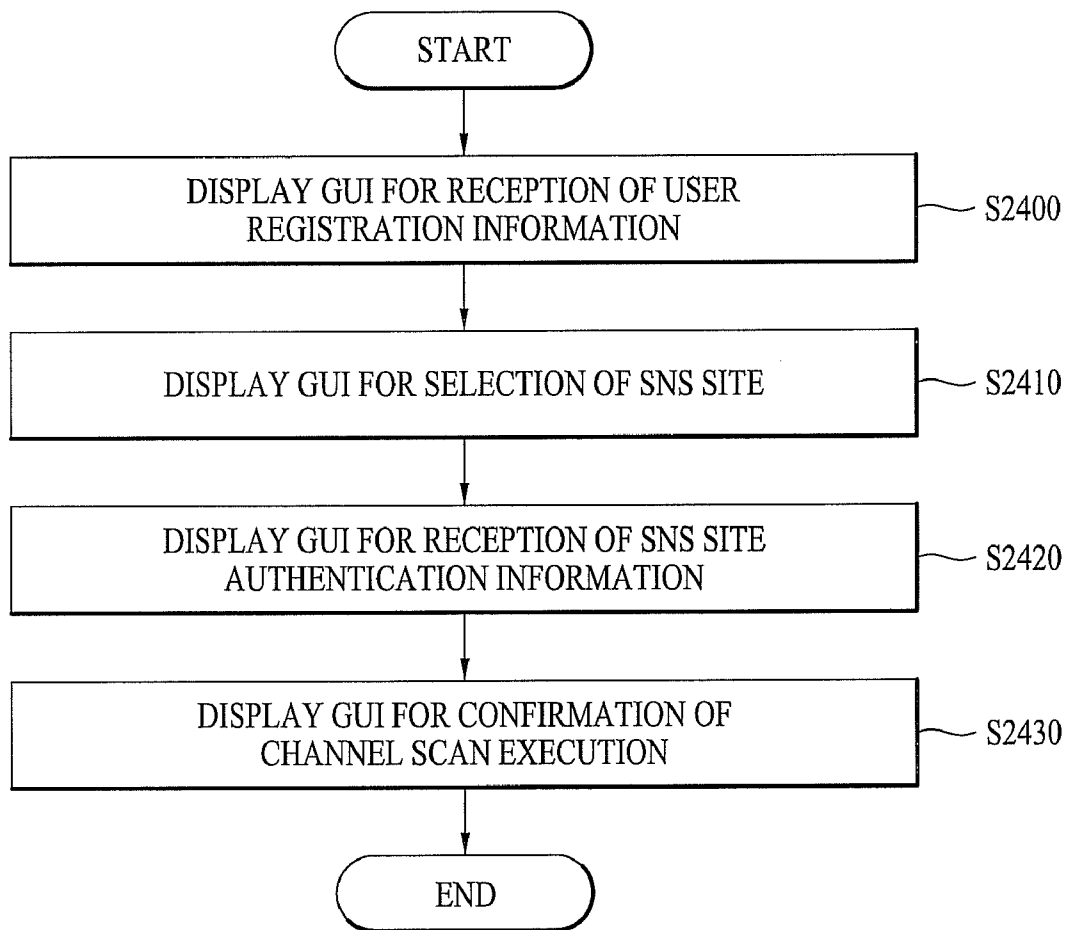 START
DISPLAY GUI FOR RECEPTION OF USER
REGISTRATION INFORMATION
S2400
DISPLAY GUI FOR SELECTION OF SNS SITE
S2410
DISPLAY GUI FOR RECEPTION OF SNS SITE
AUTHENTICATION INFORMATION
S2420
DISPLAY GUI FOR CONFIRMATION OF
CHANNEL SCAN EXECUTION
S2430
END